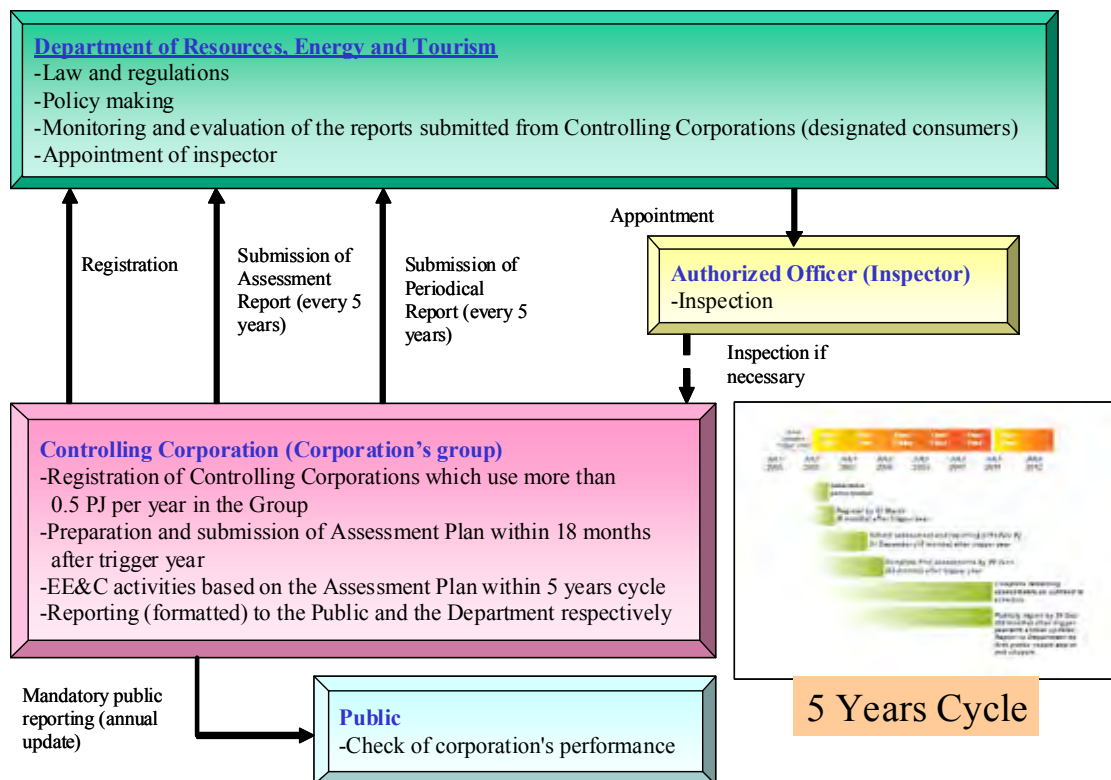 Department of Resources, Energy and Tourism
-Law and regulations
-Policy making
-Monitoring and evaluation of the reports submitted from Controlling Corporations (designated consumers)
-Appointment of inspector
Registration
Submission of
Assessment
Report (every 5
years)
Submission of
Periodical
Report (every 5
years)
Appointment
Authorized Officer (Inspector)
-Inspection
Inspection if
necessary
Controlling Corporation (Corporation’s group)
-Registration of Controlling Corporations which use more than
0.5 PJ per year in the Group
-Preparation and submission of Assessment Plan within 18 months
after trigger year
-EE&C activities based on the Assessment Plan within 5 years cycle
-Reporting (formatted) to the Public and the Department respectively
Mandatory public
reporting (annual
update)
Public
-Check of corporation's performance
5 Years Cycle